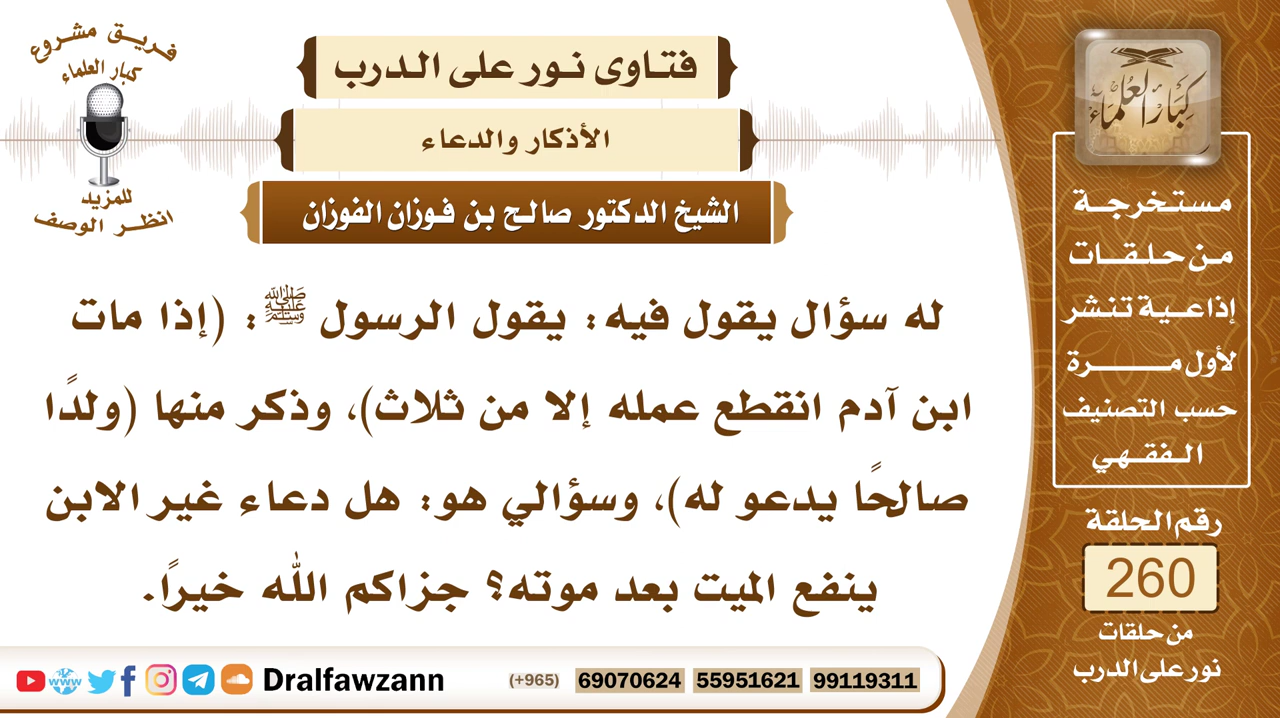 فريق مشروع
كبار العلماء
للمزيد
انظر الوصف
فتاوى نور على الدرب
الأذكار والدعاء
الشيخ الدكتور صالح بن فوزان الفوزان
له سؤال يقول فيه: يقول الرسول ﷺ: (إذا مات
ابن آدم انقطع عمله إلا من ثلاث)، وذكر منها (ولدًا
صالحًا يدعو له)، وسؤالي هو: هل دعاء غير الابن
ينفع الميت بعد موته؟ جزاكم الله خيرًا.
كبار العلماء
مستخرجة
من حلقات
إذاعية تنشر
لأول مرة
حسب التصنيف
الفقهي
رقم الحلقة
260
من حلقات
نور على الدرب
www Dralfawzann (+965) 69070624 55951621 99119311